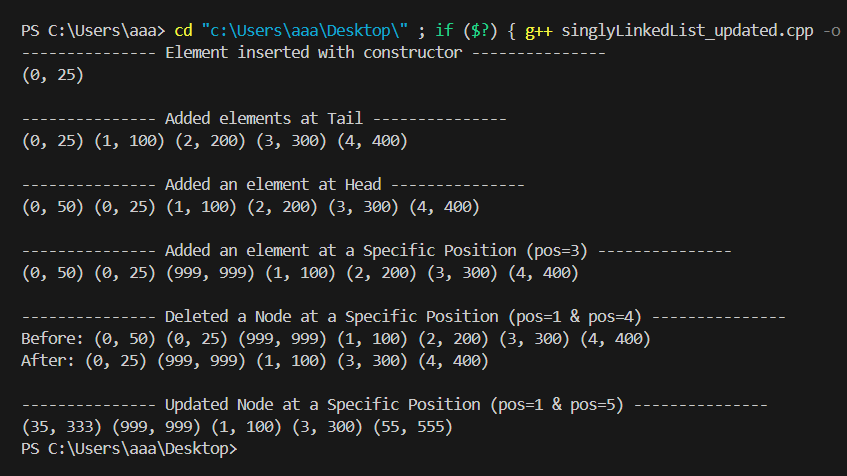 PS C:\Users\aaa> cd "c:\Users\aaa\Desktop\" ; if ($?) { g++ singlyLinkedList_updated.cpp -o
--------------- Element inserted with constructor ---------------
(0, 25)
--------------- Added elements at Tail ---------------
(0, 25) (1, 100) (2, 200) (3, 300) (4, 400)
--------------- Added an element at Head ---------------
(0, 50) (0, 25) (1, 100) (2, 200) (3, 300) (4, 400)
--------------- Added an element at a Specific Position (pos=3) ---------------
(0, 50) (0, 25) (999, 999) (1, 100) (2, 200) (3, 300) (4, 400)
--------------- Deleted a Node at a Specific Position (pos=1 & pos=4) ---------------
Before: (0, 50) (0, 25) (999, 999) (1, 100) (2, 200) (3, 300) (4, 400)
After: (0, 25) (999, 999) (1, 100) (3, 300) (4, 400)
--------------- Updated Node at a Specific Position (pos=1 & pos=5) ---------------
(35, 333) (999, 999) (1, 100) (3, 300) (55, 555)
PS C:\Users\aaa\Desktop>